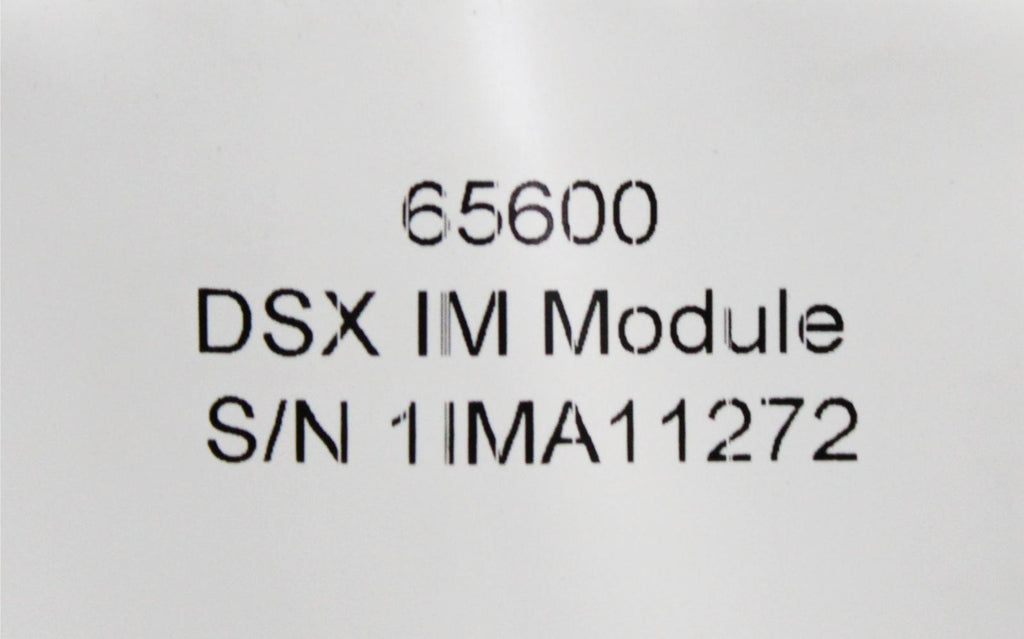 65600
DSX IM Module
S/N 1IMA11272